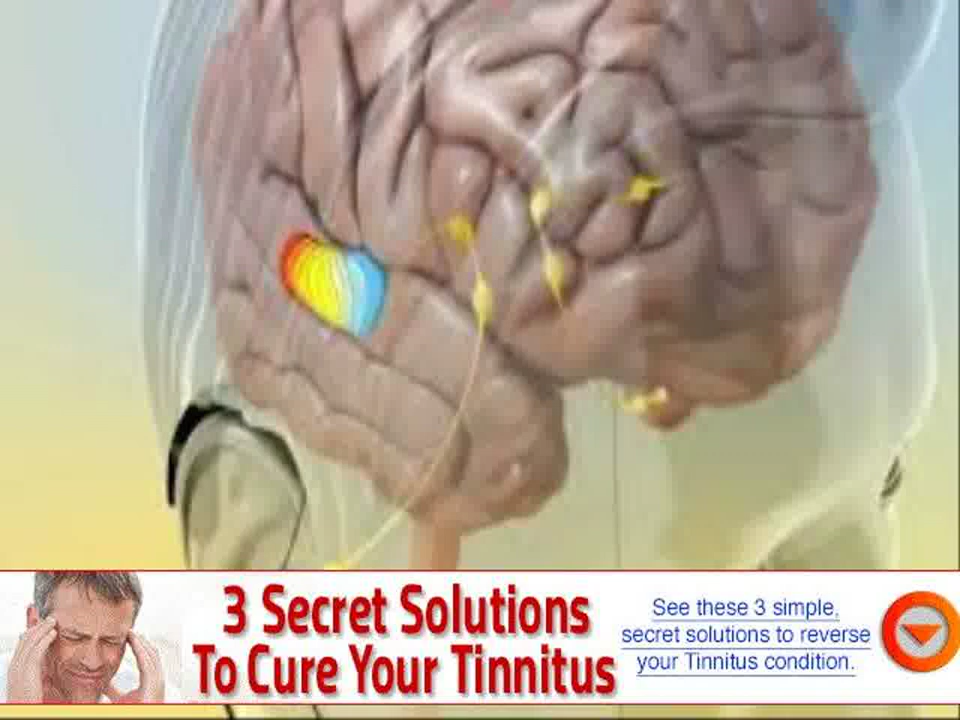 3 Secret Solutions
To Cure Your Tinnitus
See these 3 simple,
secret solutions to reverse
your Tinnitus condition.